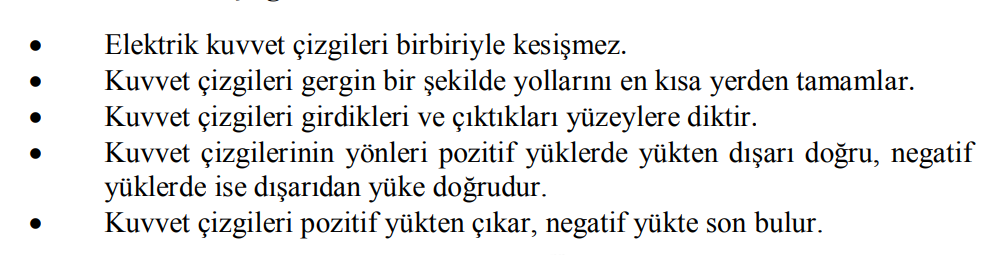 • Elektrik kuvvet çizgileri birbiriyle kesişmez.
• Kuvvet çizgileri gergin bir şekilde yollarını en kısa yerden tamamlar.
• Kuvvet çizgileri girdikleri ve çıktıkları yüzeylere diktir.
• Kuvvet çizgilerinin yönleri pozitif yüklerde yükten dışarı doğru, negatif
yüklerde ise dışarıdan yüke doğrudur.
• Kuvvet çizgileri pozitif yükten çıkar, negatif yükte son bulur.